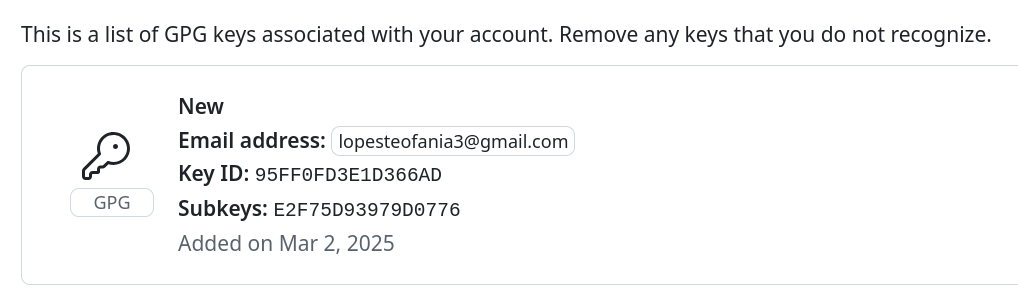 This is a list of GPG keys associated with your account. Remove any keys that you do not recognize.
New
Email address: lopesteofania3@gmail.com
Key ID: 95FF0FD3E1D366AD
GPG
Subkeys: E2F75D93979D0776
Added on Mar 2, 2025